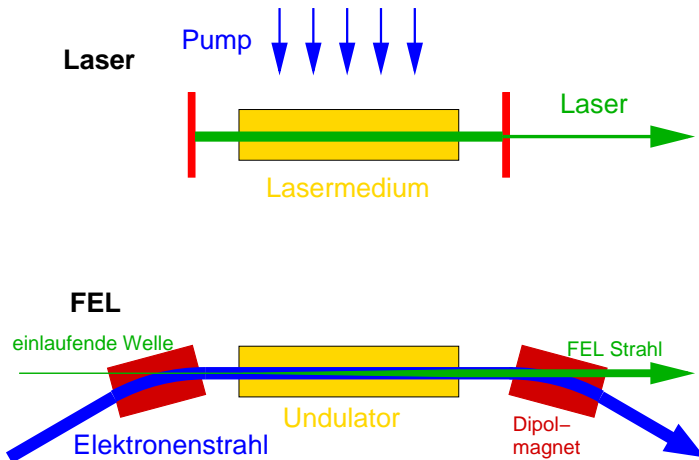 Pump
Laser
Laser
Lasermedium
FEL
einlaufende Welle
FEL Strahl
Undulator
Elektronenstrahl
Dipol–
magnet